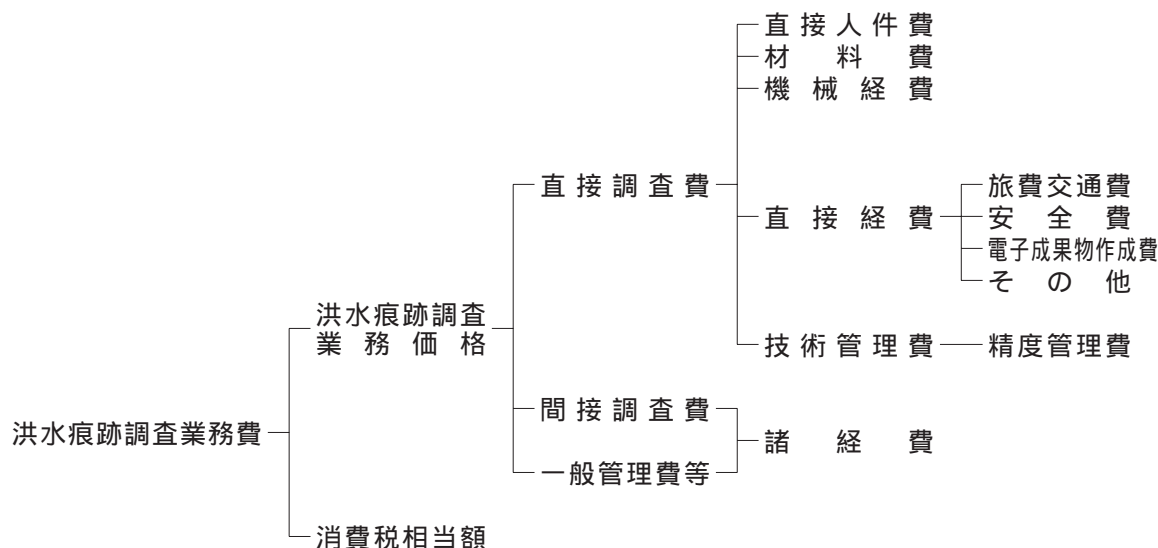 直接人件費
材料費
機械経費
直接調査費
直接経費
旅費交通費
安全費
電子成果物作成費
その他
洪水痕跡調査
業務価格
技術管理費
精度管理費
間接調査費
洪水痕跡調査業務費
諸経費
一般管理費等
消費税相当額